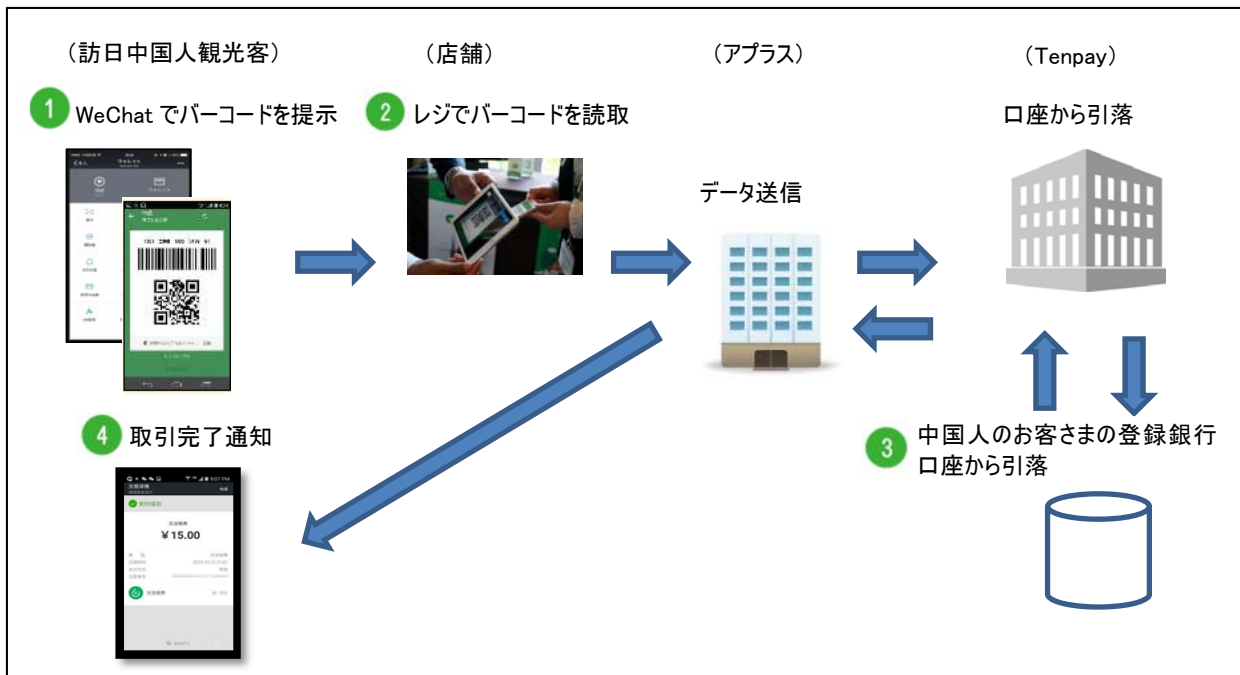 （訪日中国人観光客）
（店舗）
（アプラス）
（Tenpay）
1 WeChat でバーコードを提示
2 レジでバーコードを読取
口座から引落
データ送信
4 取引完了通知
3 中国人のお客さまの登録銀行
口座から引落
9:07 PM
¥15.00